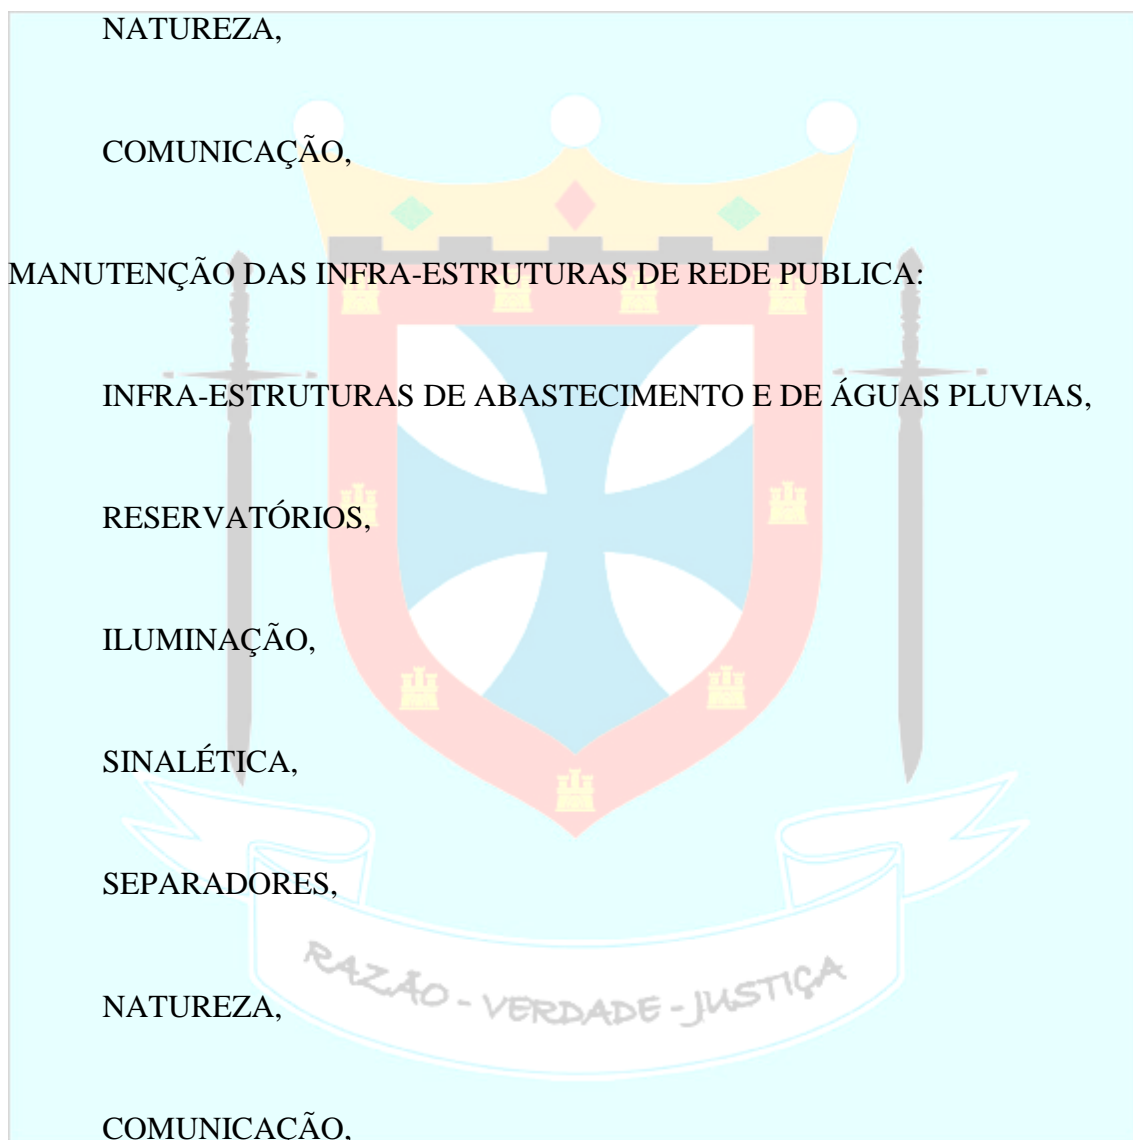 NATUREZA,
COMUNICAÇÃO,
MANUTENÇÃO DAS INFRA-ESTRUTURAS DE REDE PUBLICA:
INFRA-ESTRUTURAS DE ABASTECIMENTO E DE ÁGUAS PLUVIAS,
RESERVATÓRIOS,
ILUMINAÇÃO,
SINALÉTICA,
SEPARADORES,
RAZÃO - VERDADE - JUSTIÇA
NATUREZA,
COMUNICAÇÃO,